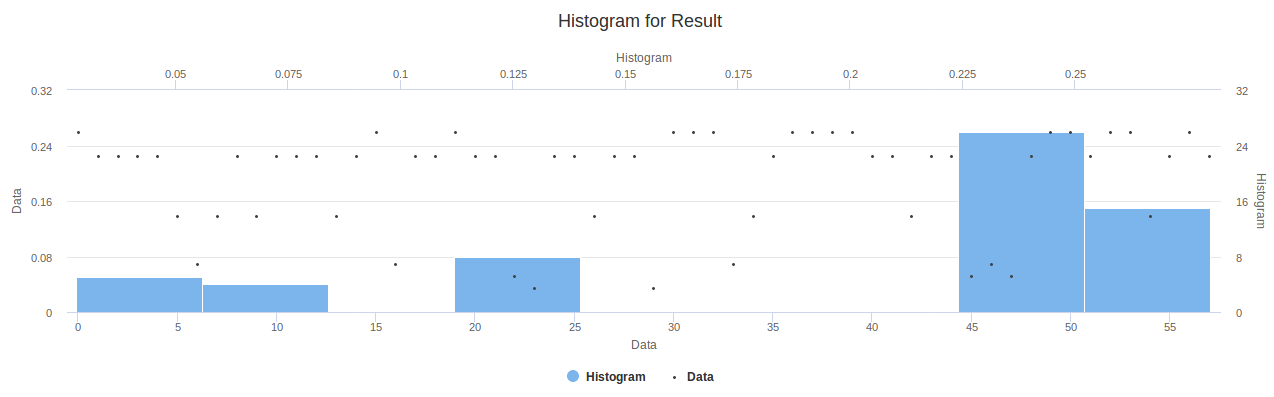 Histogram for Result
Histogram
0.05 0.075 0.1 0.125 0.15 0.175 0.2 0.225 0.25
0.32 32
0.24 24
0.16 16
0.08 8
0 0
Data
Histogram
0 5 10 15 20 25 30 35 40 45 50 55
Data
Histogram Data